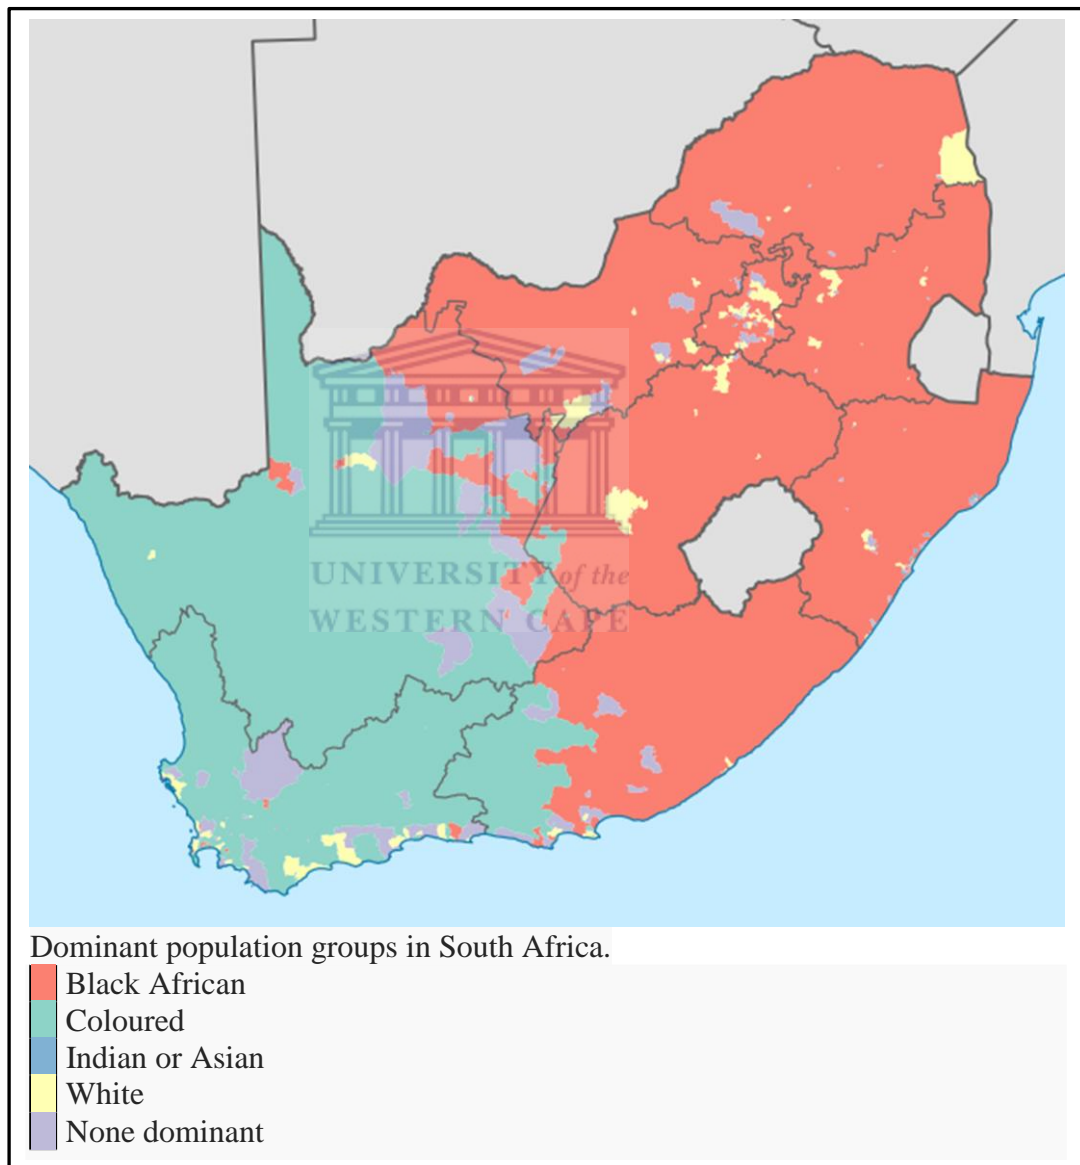 UNIVERSITY of the
WESTERN CAPE
Dominant population groups in South Africa.
Black African
Coloured
Indian or Asian
White
None dominant